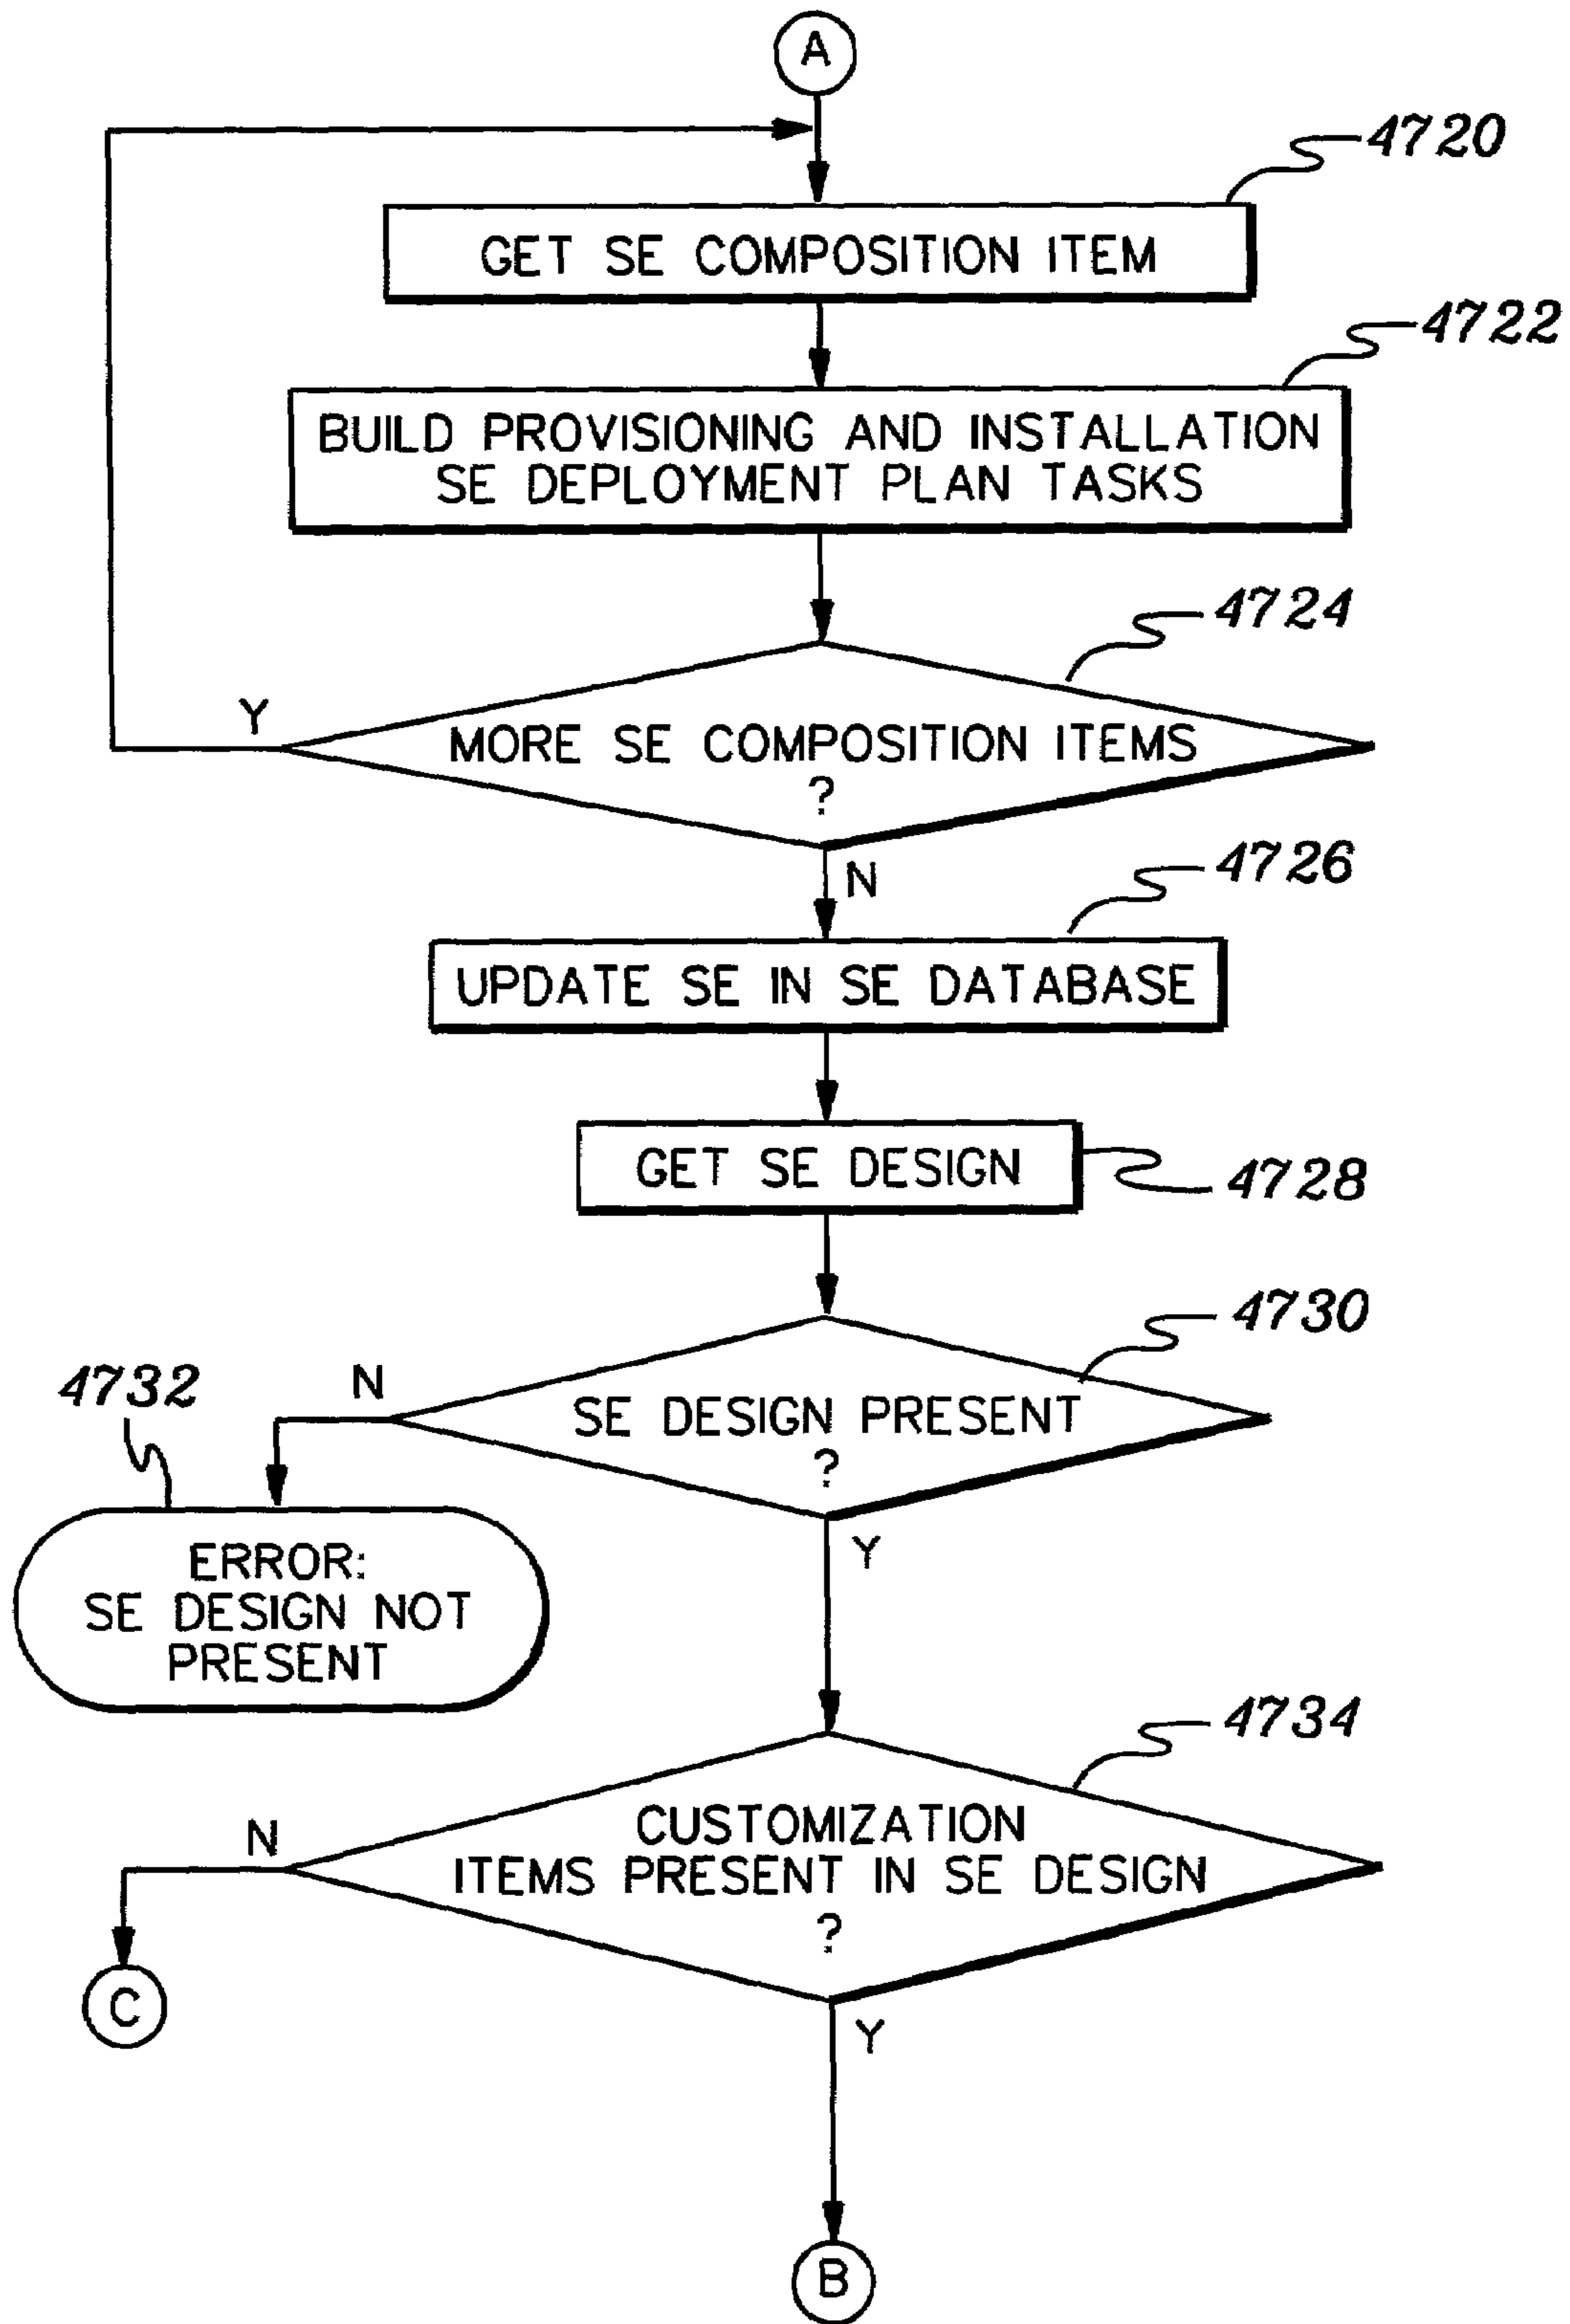 A
4720
GET SE COMPOSITION ITEM
4722
BUILD PROVISIONING AND INSTALLATION
SE DEPLOYMENT PLAN TASKS
4724
Y
MORE SE COMPOSITION ITEMS
?
N
4726
UPDATE SE IN SE DATABASE
GET SE DESIGN
4728
4730
4732
N
SE DESIGN PRESENT
?
Y
ERROR:
SE DESIGN NOT
PRESENT
4734
N
CUSTOMIZATION
ITEMS PRESENT IN SE DESIGN
?
C
Y
B